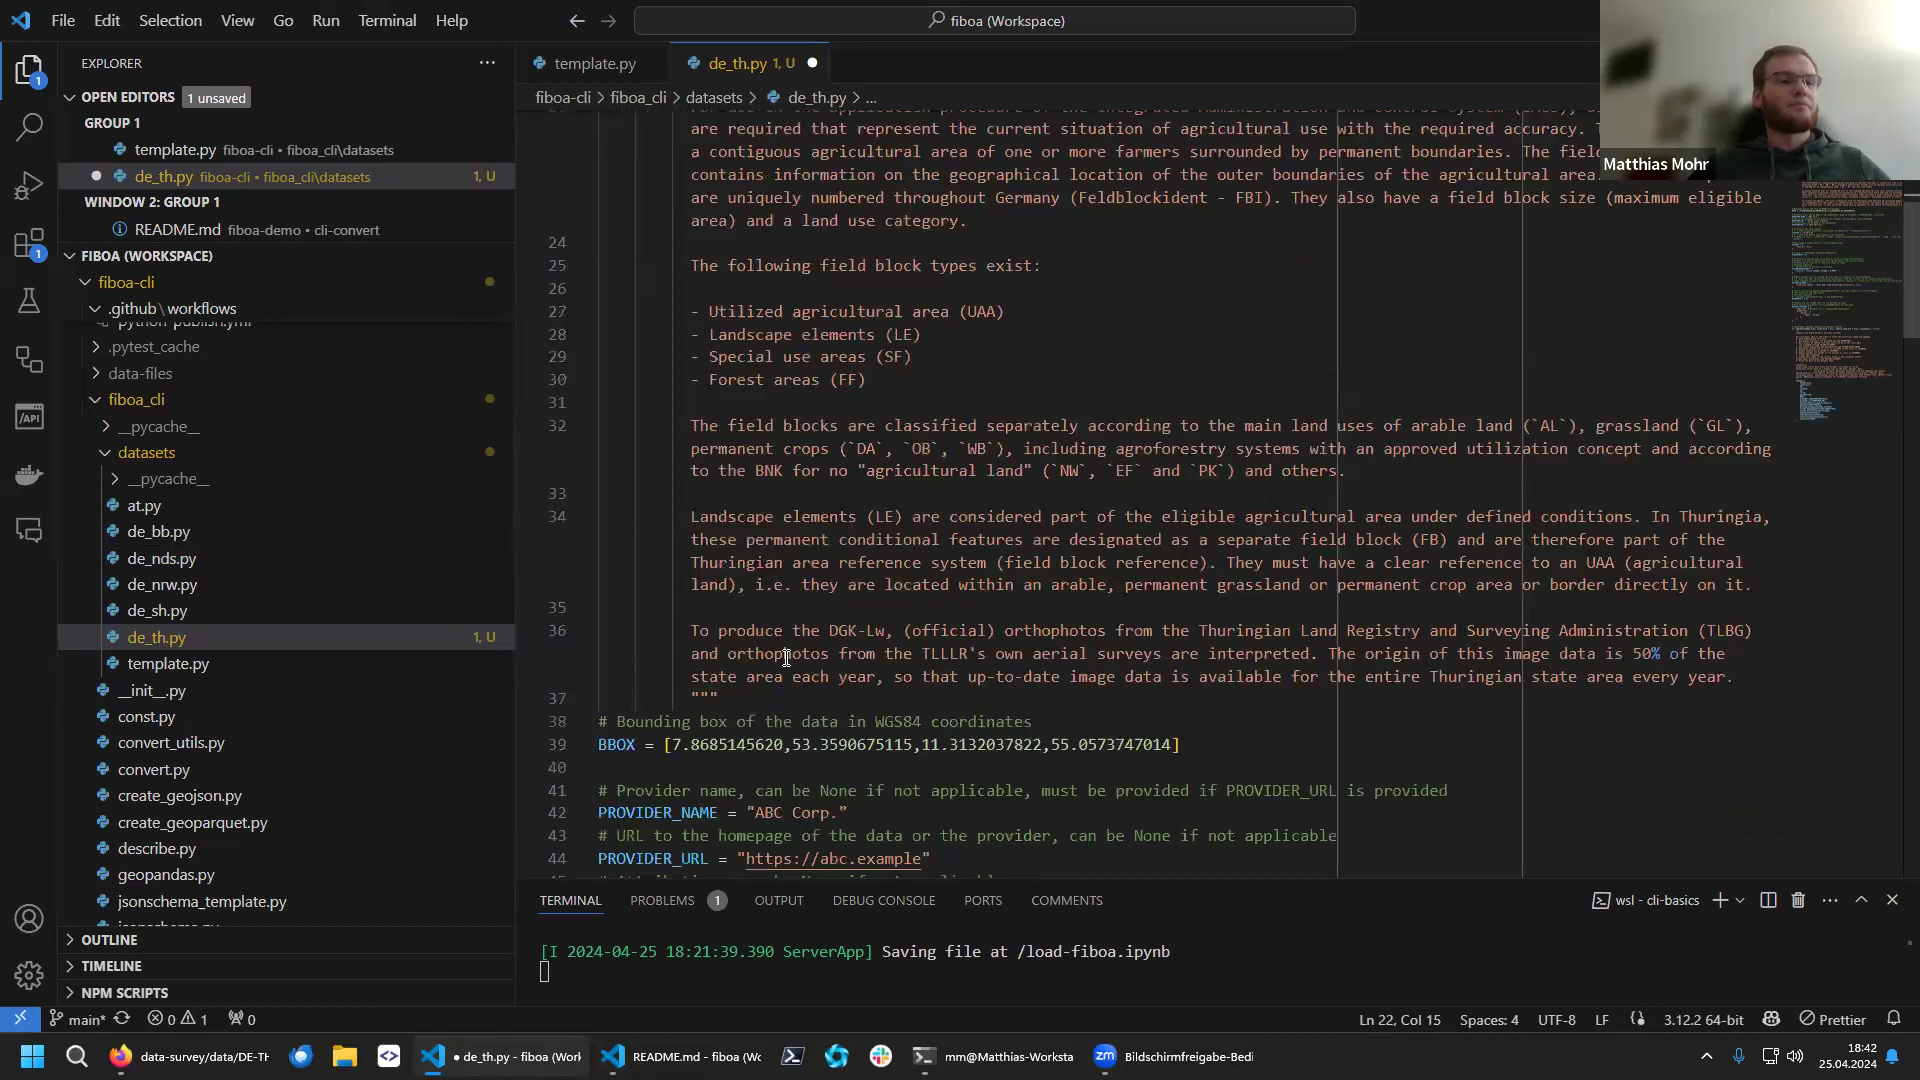 File Edit Selection View Go Run Terminal Help
fiboa (Workspace)
EXPLORER
OPEN EDITORS 1 unsaved
GROUP 1
template.py fiboa-cli • fiboa_cli\datasets
de_th.py fiboa-cli • fiboa_cli\datasets 1, U
WINDOW 2: GROUP 1
README.md fiboa-demo • cli-convert
FIBOA (WORKSPACE)
fiboa-cli
.github\workflows
python-publish.yml
.pytest_cache
data-files
fiboa_cli
__pycache__
datasets
__pycache__
at.py
de_bb.py
de_nds.py
de_nrw.py
de_sh.py
de_th.py 1, U
template.py
__init__.py
const.py
convert_utils.py
convert.py
create_geojson.py
create_geoparquet.py
describe.py
geopandas.py
jsonschema_template.py
OUTLINE
TIMELINE
NPM SCRIPTS
template.py
de_th.py 1, U
fiboa-cli > fiboa_cli > datasets > de_th.py > ...
are required that represent the current situation of agricultural use with the required accuracy.
a contiguous agricultural area of one or more farmers surrounded by permanent boundaries. The
contains information on the geographical location of the outer boundaries of the agricultural area.
are uniquely numbered throughout Germany (Feldblockident - FBI). They also have a field block size (maximum eligible
area) and a land use category.
24
25 The following field block types exist:
26
27 - Utilized agricultural area (UAA)
28 - Landscape elements (LE)
29 - Special use areas (SF)
30 - Forest areas (FF)
31
32 The field blocks are classified separately according to the main land uses of arable land (`AL`), grassland (`GL`),
permanent crops (`DA`, `OB`, `WB`), including agroforestry systems with an approved utilization concept and according
to the BNK for no "agricultural land" (`NW`, `EF` and `PK`) and others.
33
34 Landscape elements (LE) are considered part of the eligible agricultural area under defined conditions. In Thuringia,
these permanent conditional features are designated as a separate field block (FB) and are therefore part of the
Thuringian area reference system (field block reference). They must have a clear reference to an UAA (agricultural
land), i.e. they are located within an arable, permanent grassland or permanent crop area or border directly on it.
35
36 To produce the DGK-Lw, (official) orthophotos from the Thuringian Land Registry and Surveying Administration (TLBG)
and orthophotos from the TLLLR's own aerial surveys are interpreted. The origin of this image data is 50% of the
state area each year, so that up-to-date image data is available for the entire Thuringian state area every year.
37 """
38 # Bounding box of the data in WGS84 coordinates
39 BBOX = [7.8685145620,53.3590675115,11.3132037822,55.0573747014]
40
41 # Provider name, can be None if not applicable, must be provided if PROVIDER_URL is provided
42 PROVIDER_NAME = "ABC Corp."
43 # URL to the homepage of the data or the provider, can be None if not applicable
44 PROVIDER_URL = "https://abc.example"
Matthias Mohr
TERMINAL PROBLEMS 1 OUTPUT DEBUG CONSOLE PORTS COMMENTS
wsl - cli-basics
[I 2024-04-25 18:21:39.390 ServerApp] Saving file at /load-fiboa.ipynb
main* 0 1 0
Ln 22, Col 15 Spaces: 4 UTF-8 LF 3.12.2 64-bit Prettier
data-survey/data/DE-TH
• de_th.py - fiboa (Work
README.md - fiboa (Wo
mm@Matthias-Worksta
Bildschirmfreigabe-Bedi
18:42
25.04.2024